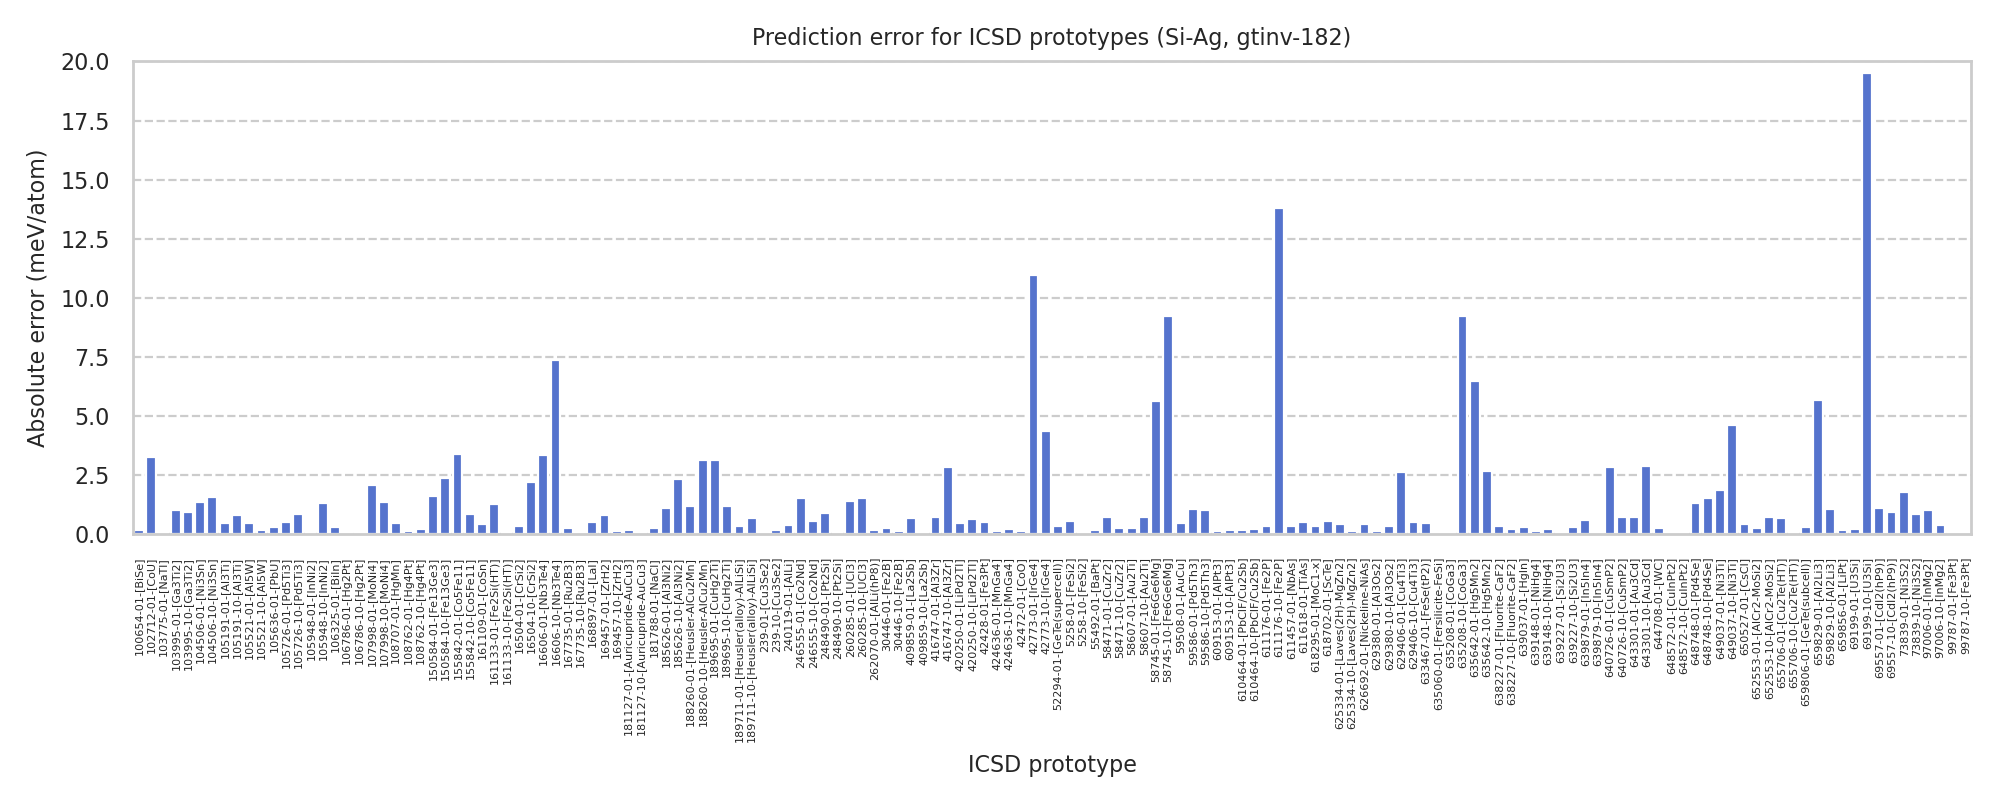 Prediction error for ICSD prototypes (Si-Ag, gtinv-182)
Absolute error (meV/atom)
20.0
17.5
15.0
12.5
10.0
7.5
5.0
2.5
0.0
100654-01-[BiSe]
102712-01-[CoU]
103775-01-[NaTl]
103995-01-[Ga3Ti2]
103995-10-[Ga3Ti2]
104506-01-[Ni3Sn]
104506-10-[Ni3Sn]
105191-01-[Al3Ti]
105191-10-[Al3Ti]
105521-01-[Al5W]
105521-10-[Al5W]
105636-01-[PbU]
105726-01-[Pd5Ti3]
105726-10-[Pd5Ti3]
105948-01-[InNi2]
105948-10-[InNi2]
106325-01-[BiIn]
106786-01-[Hg2Pt]
106786-10-[Hg2Pt]
107998-01-[MoNi4]
107998-10-[MoNi4]
108707-01-[HgMn]
108762-01-[Hg4Pt]
108762-10-[Hg4Pt]
150584-01-[Fe13Ge3]
150584-10-[Fe13Ge3]
155842-01-[Co5Fe11]
155842-10-[Co5Fe11]
161109-01-[CoSn]
161133-01-[Fe2Si(HT)]
161133-10-[Fe2Si(HT)]
16504-01-[CrSi2]
16504-10-[CrSi2]
16606-01-[Nb3Te4]
16606-10-[Nb3Te4]
167735-01-[Ru2B3]
167735-10-[Ru2B3]
168897-01-[LaI]
169457-01-[ZrH2]
169457-10-[ZrH2]
181127-01-[Auricupride-AuCu3]
181127-10-[Auricupride-AuCu3]
181788-01-[NaCl]
185626-01-[Al3Ni2]
185626-10-[Al3Ni2]
188260-01-[Heusler-AlCu2Mn]
188260-10-[Heusler-AlCu2Mn]
189695-01-[CuHg2Ti]
189695-10-[CuHg2Ti]
189711-01-[Heusler(alloy)-AlLiSi]
189711-10-[Heusler(alloy)-AlLiSi]
239-01-[Cu3Se2]
239-10-[Cu3Se2]
240119-01-[AlLi]
246555-01-[Co2Nd]
246555-10-[Co2Nd]
248490-01-[Pt2Si]
248490-10-[Pt2Si]
260285-01-[UCl3]
260285-10-[UCl3]
262070-01-[AlLi(hP8)]
30446-01-[Fe2B]
30446-10-[Fe2B]
409859-01-[La2Sb]
409859-10-[La2Sb]
416747-01-[Al3Zr]
416747-10-[Al3Zr]
420250-01-[LiPd2Tl]
420250-10-[LiPd2Tl]
42428-01-[Fe3Pt]
424636-01-[MnGa4]
424636-10-[MnGa4]
42472-01-[CoO]
42773-01-[IrGe4]
42773-10-[IrGe4]
52294-01-[GeTe(supercell)]
5258-01-[FeSi2]
5258-10-[FeSi2]
55492-01-[BaPt]
58471-01-[CuZr2]
58471-10-[CuZr2]
58607-01-[Au2Ti]
58607-10-[Au2Ti]
58745-01-[Fe6Ge6Mg]
58745-10-[Fe6Ge6Mg]
59508-01-[AuCu]
59586-01-[Pd5Th3]
59586-10-[Pd5Th3]
609153-01-[AlPt3]
609153-10-[AlPt3]
610464-01-[PbClF/Cu2Sb]
610464-10-[PbClF/Cu2Sb]
611176-01-[Fe2P]
611176-10-[Fe2P]
611457-01-[NbAs]
611618-01-[TiAs]
618295-01-[MoC1-x]
618702-01-[ScTe]
625334-01-[Laves(2H)-MgZn2]
625334-10-[Laves(2H)-MgZn2]
626692-01-[Nickeline-NiAs]
629380-01-[Al3Os2]
629380-10-[Al3Os2]
629406-01-[Cu4Ti3]
629406-10-[Cu4Ti3]
633467-01-[FeSe(tP2)]
635060-01-[Fersilicite-FeSi]
635208-01-[CoGa3]
635208-10-[CoGa3]
635642-01-[Hg5Mn2]
635642-10-[Hg5Mn2]
638227-01-[Fluorite-CaF2]
638227-10-[Fluorite-CaF2]
639037-01-[HgIn]
639148-01-[NiHg4]
639148-10-[NiHg4]
639227-01-[Si2U3]
639227-10-[Si2U3]
639879-01-[In5In4]
639879-10-[In5In4]
640726-01-[CuSmP2]
640726-10-[CuSmP2]
643301-01-[Au3Cd]
643301-10-[Au3Cd]
644708-01-[WC]
648572-01-[CuInPt2]
648572-10-[CuInPt2]
648748-01-[Pd4Se]
648748-10-[Pd4Se]
649037-01-[Ni3Ti]
649037-10-[Ni3Ti]
650527-01-[CsCl]
652553-01-[AlCr2-MoSi2]
652553-10-[AlCr2-MoSi2]
655706-01-[Cu2Te(HT)]
655706-10-[Cu2Te(HT)]
659806-01-[GeTe(supercell)]
659829-01-[Al2Li3]
659829-10-[Al2Li3]
659856-01-[LiPt]
69199-01-[U3Si]
69199-10-[U3Si]
69557-01-[CdI2(hP9)]
69557-10-[CdI2(hP9)]
73839-01-[Ni3S2]
73839-10-[Ni3S2]
97006-01-[InMg2]
97006-10-[InMg2]
99787-01-[Fe3Pt]
99787-10-[Fe3Pt]
ICSD prototype